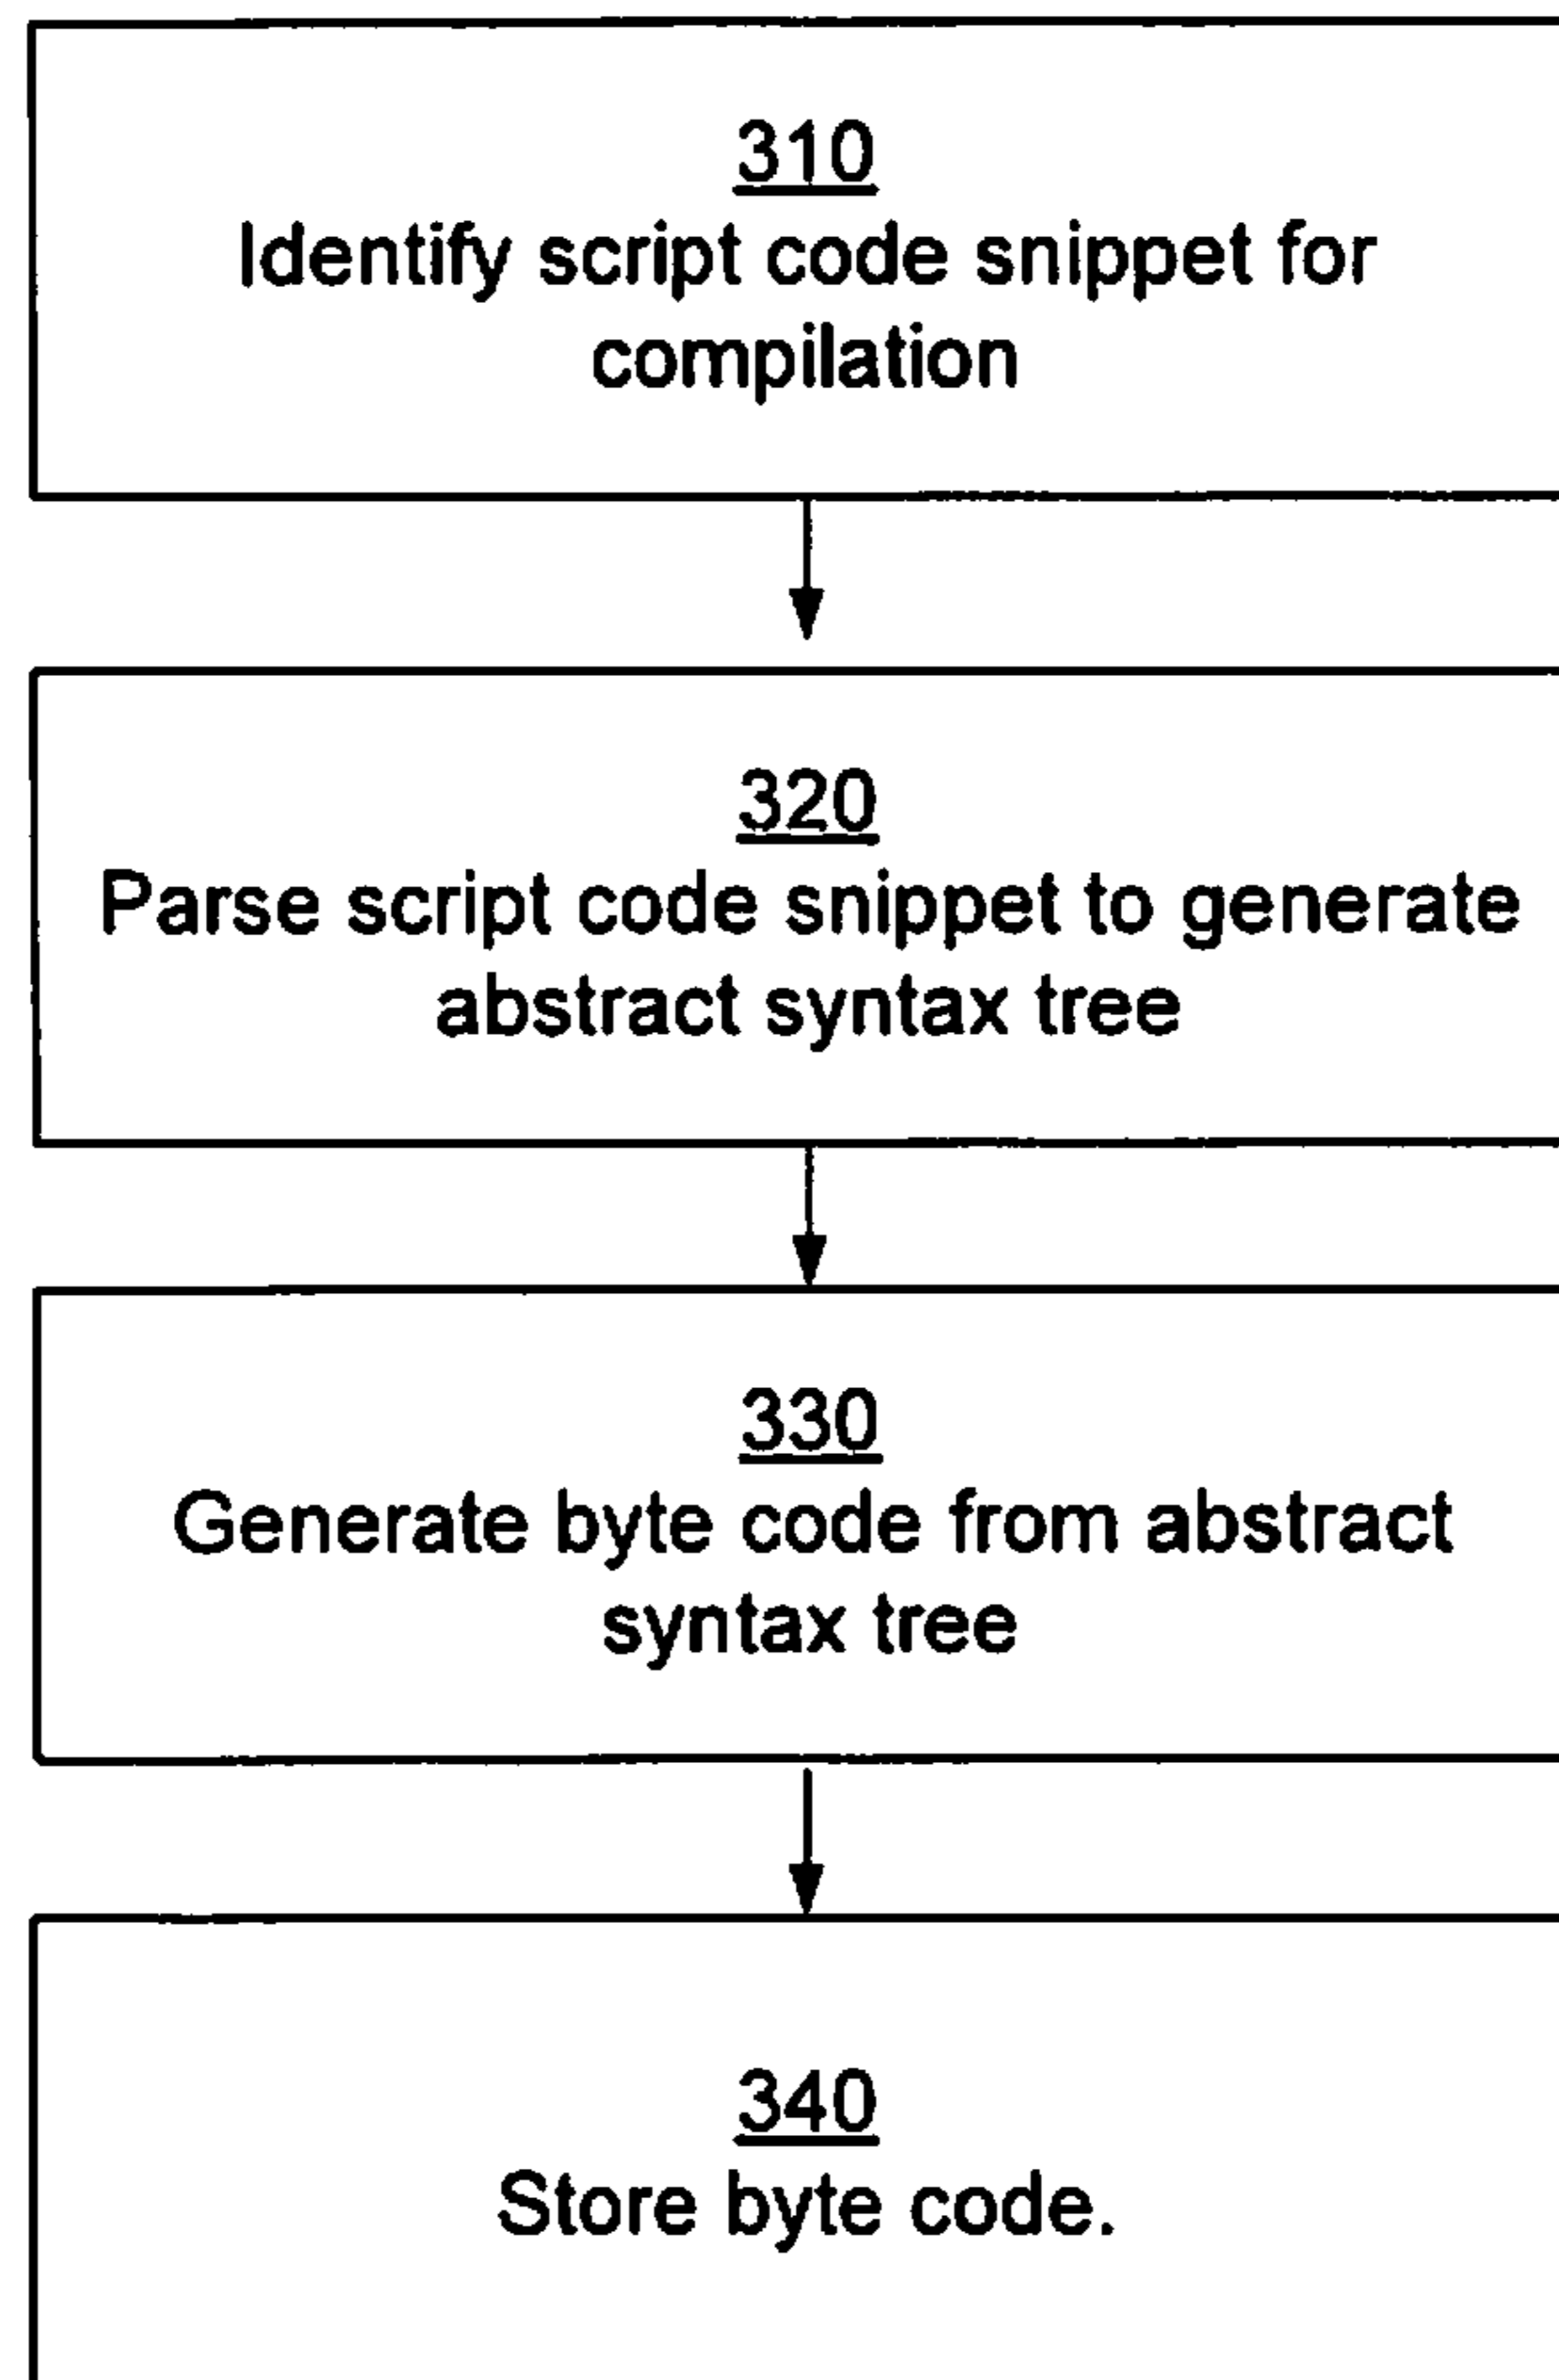 310
Identify script code snippet for
compilation
320
Parse script code snippet to generate
abstract syntax tree
330
Generate byte code from abstract
syntax tree
340
Store byte code.